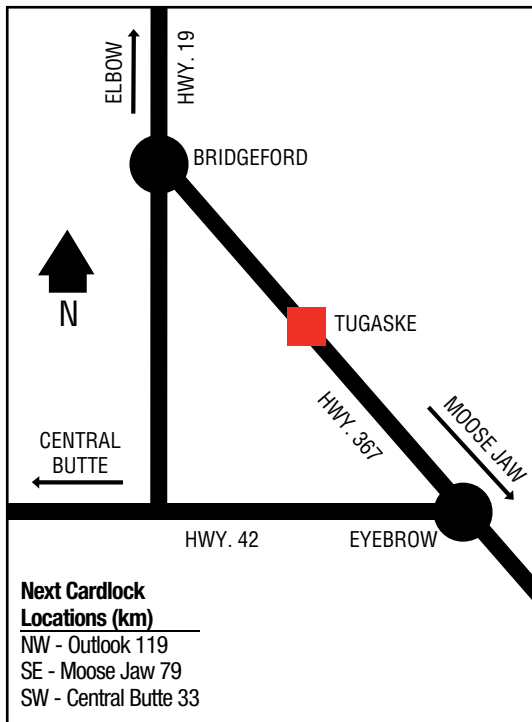 ELBOW
HWY. 19
BRIDGEFORD
N
TUGASKE
HWY. 367
MOOSE JAW
CENTRAL
BUTTE
HWY. 42
EYEBROW
Next Cardlock
Locations (km)
NW - Outlook 119
SE - Moose Jaw 79
SW - Central Butte 33